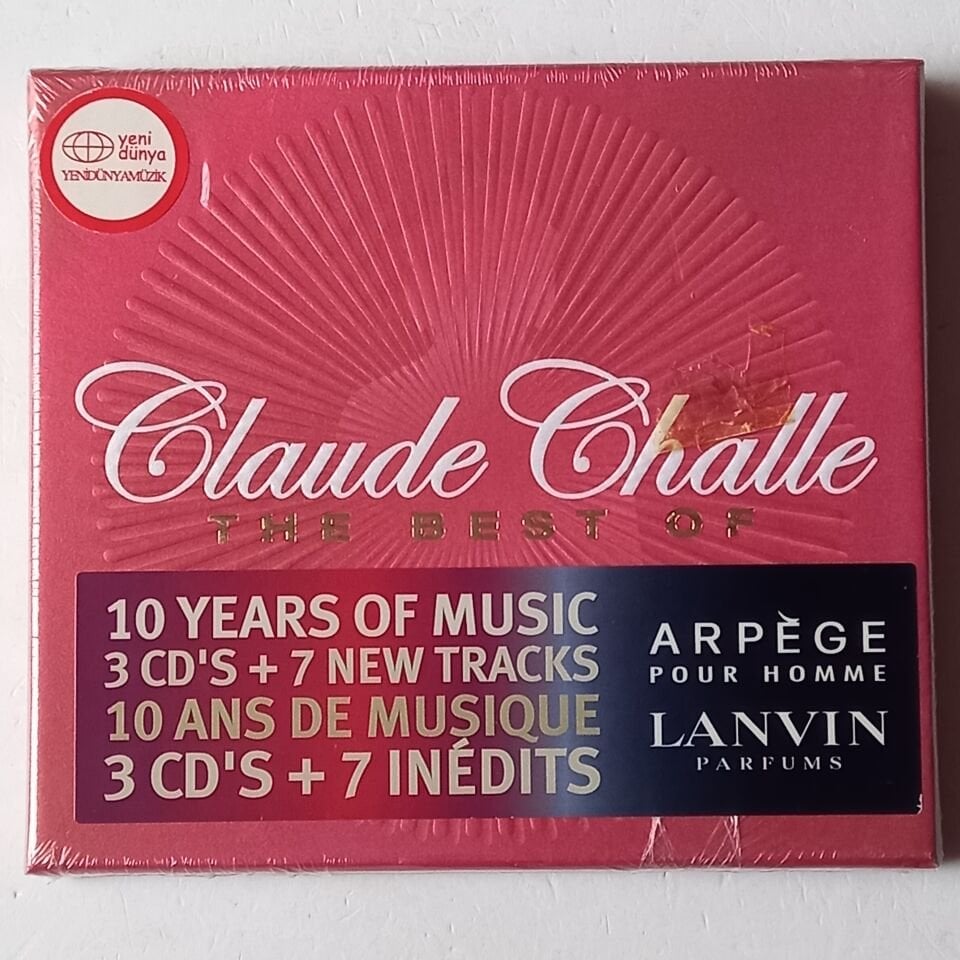 yeni
dünya
YENİDÜNYAMÜZİK
Claude Challe
THE BEST OF
10 YEARS OF MUSIC
3 CD'S + 7 NEW TRACKS
10 ANS DE MUSIQUE
3 CD'S + 7 INÉDITS
ARPÈGE
POUR HOMME
LANVIN
PARFUMS